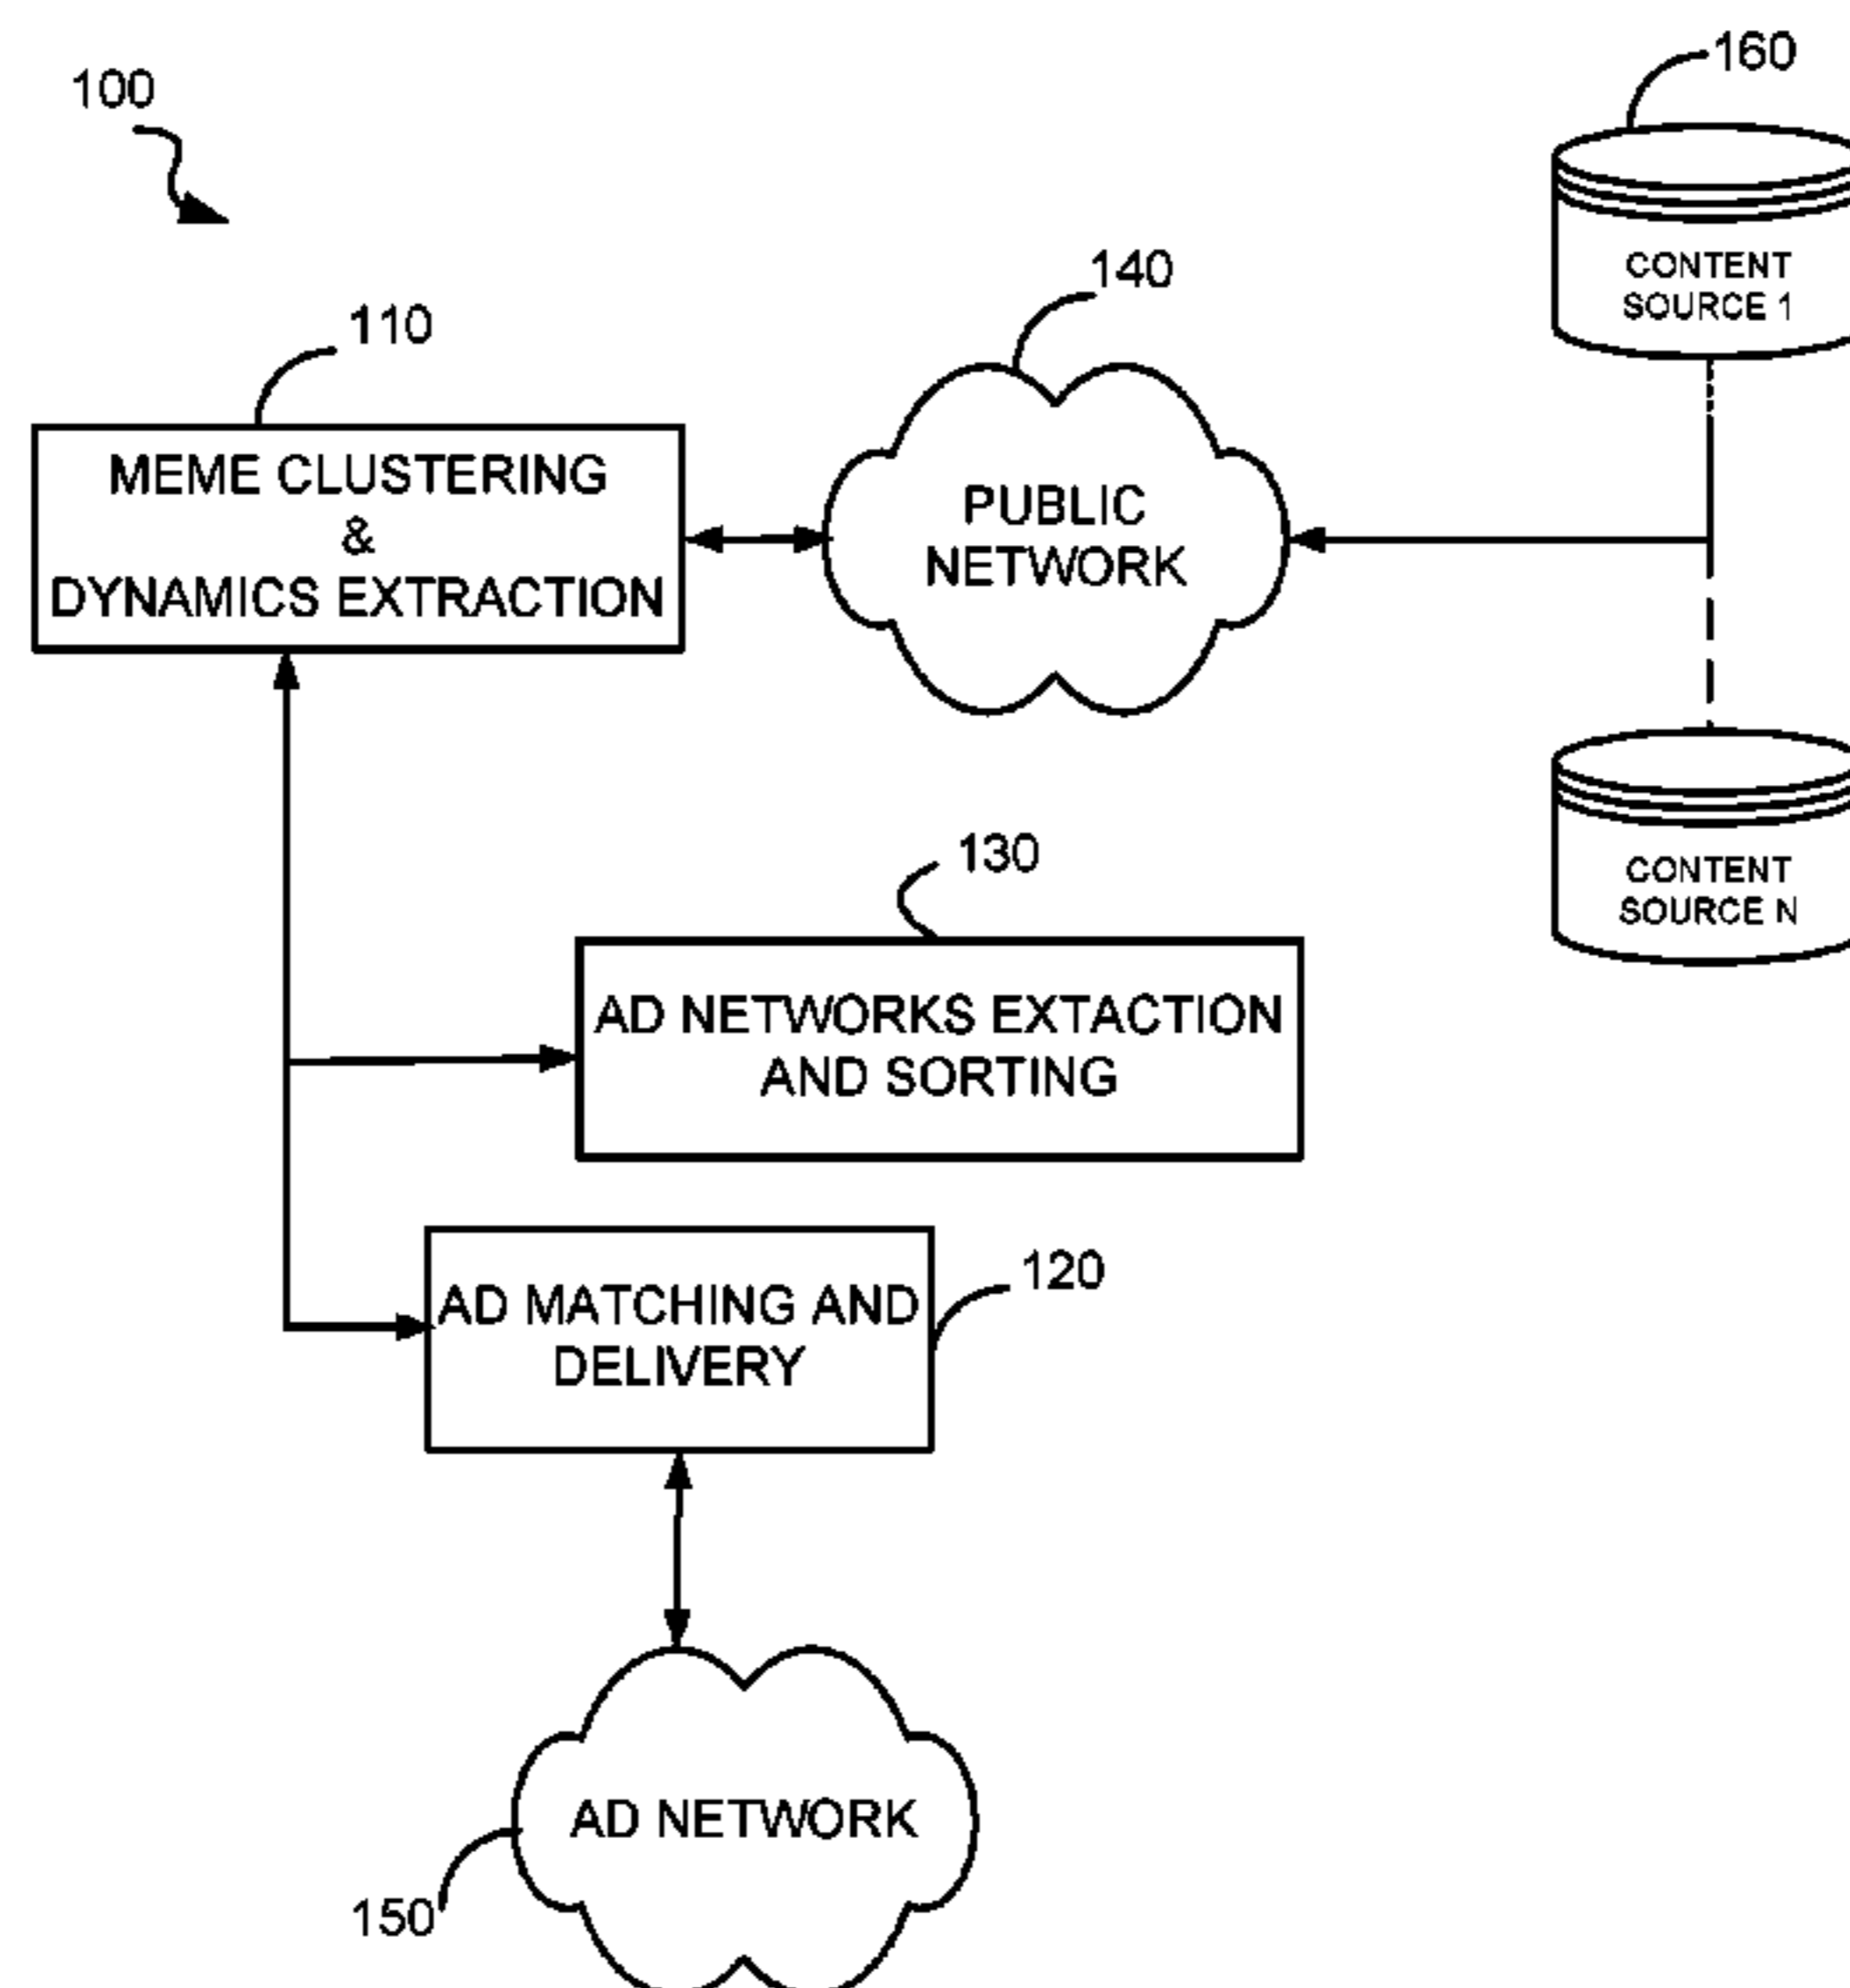 100
160
CONTENT
SOURCE 1
140
110
MEME CLUSTERING
&
DYNAMICS EXTRACTION
PUBLIC
NETWORK
CONTENT
SOURCE N
130
AD NETWORKS EXTACTION
AND SORTING
120
AD MATCHING AND
DELIVERY
AD NETWORK
150